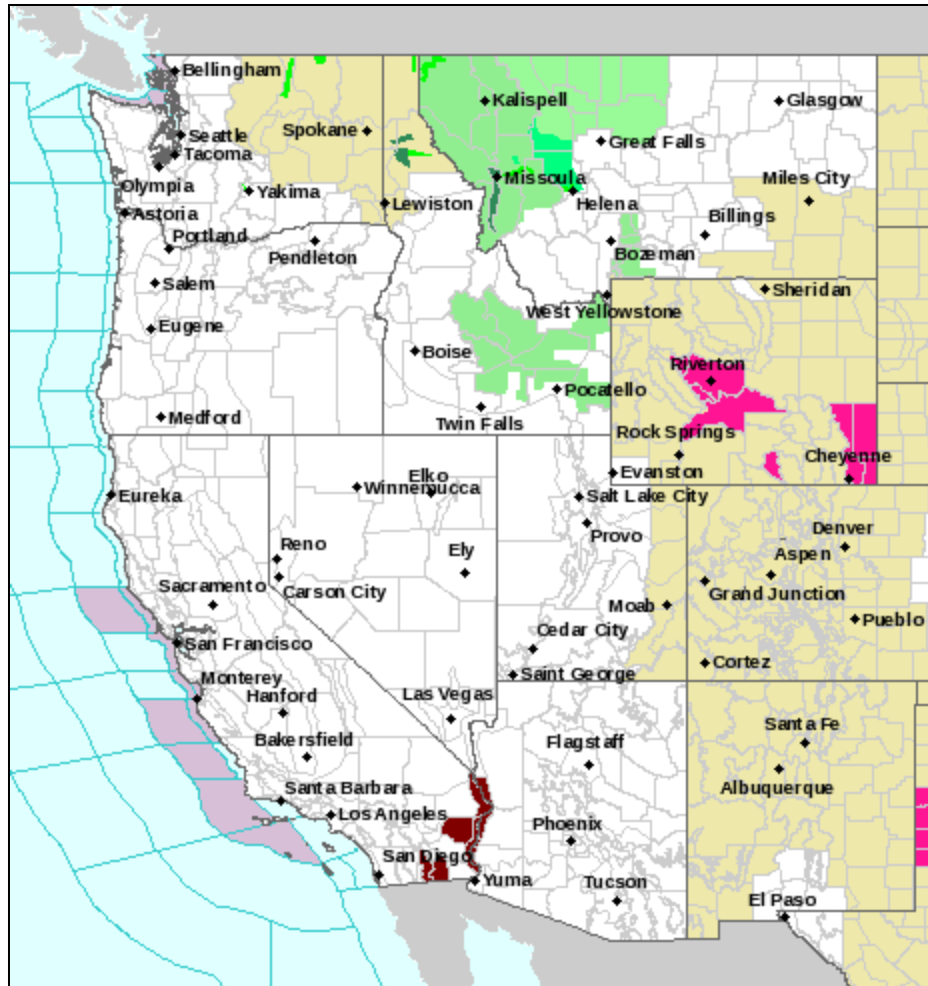 Bellingham
Kalispell
Glasgow
Spokane
Seattle
Great Falls
Tacoma
Missoula
Miles City
Olympia
Yakima
Lewiston
Helena
Astoria
Billings
Portland
Pendleton
Bozeman
Salem
Sheridan
West Yellowstone
Eugene
Boise
Riverton
Pocatello
Medford
Twin Falls
Rock Springs
Cheyenne
Elko
Evanston
Winnemucca
Eureka
Salt Lake City
Denver
Provo
Reno
Ely
Aspen
Sacramento
Carson City
Grand Junction
Moab
Pueblo
Cedar City
San Francisco
Cortez
Saint George
Monterey
Hanford
Las Vegas
Santa Fe
Flagstaff
Bakersfield
Santa Barbara
Albuquerque
Los Angeles
Phoenix
San Diego
Yuma
Tucson
El Paso